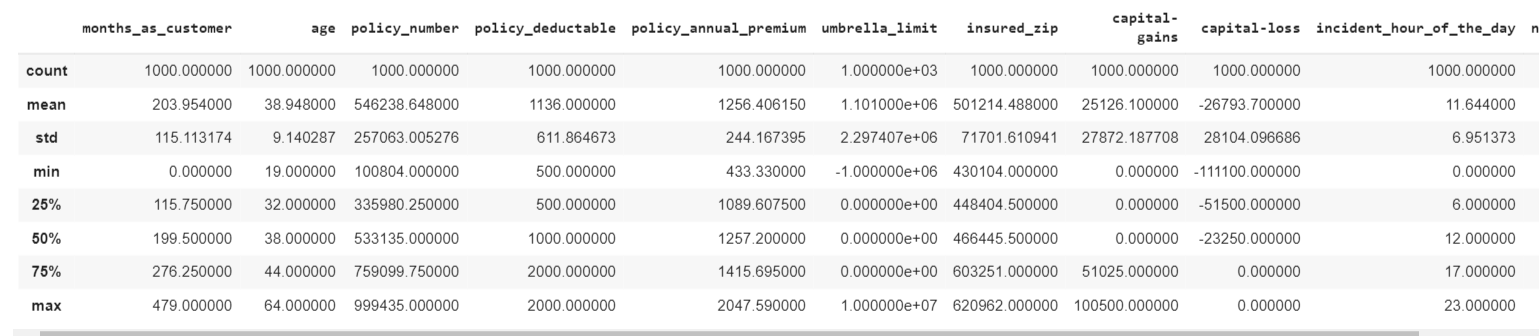 months_as_customer age policy_number policy_deductable policy_annual_premium umbrella_limit insured_zip capital-gains capital-loss incident_hour_of_the_day n
count 1000.000000 1000.000000 1000.000000 1000.000000 1000.000000 1.000000e+03 1000.000000 1000.000000 1000.000000 1000.000000
mean 203.954000 38.948000 546238.648000 1136.000000 1256.406150 1.101000e+06 501214.488000 25126.100000 -26793.700000 11.644000
std 115.113174 9.140287 257063.005276 611.864673 244.167395 2.297407e+06 71701.610941 27872.187708 28104.096686 6.951373
min 0.000000 19.000000 100804.000000 500.000000 433.330000 -1.000000e+06 430104.000000 0.000000 -111100.000000 0.000000
25% 115.750000 32.000000 335980.250000 500.000000 1089.607500 0.000000e+00 448404.500000 0.000000 -51500.000000 6.000000
50% 199.500000 38.000000 533135.000000 1000.000000 1257.200000 0.000000e+00 466445.500000 0.000000 -23250.000000 12.000000
75% 276.250000 44.000000 759099.750000 2000.000000 1415.695000 0.000000e+00 603251.000000 51025.000000 0.000000 17.000000
max 479.000000 64.000000 999435.000000 2000.000000 2047.590000 1.000000e+07 620962.000000 100500.000000 0.000000 23.000000